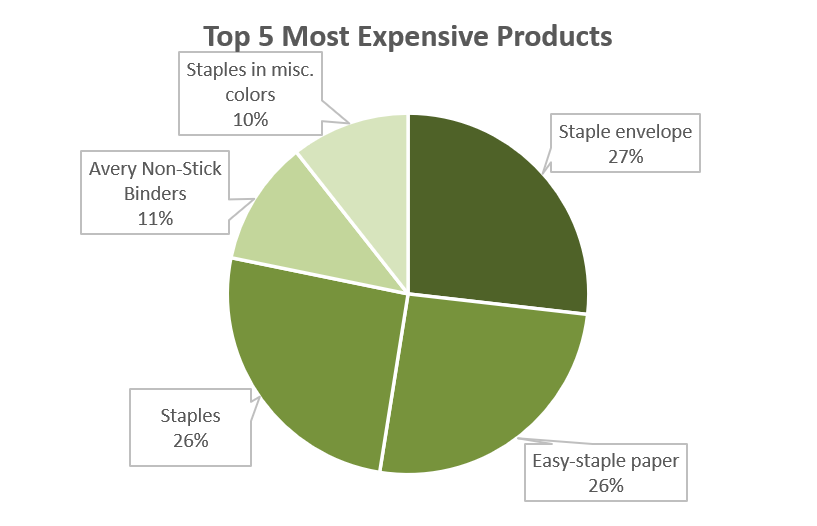 Top 5 Most Expensive Products
Staples in misc.
colors
10%
Staple envelope
27%
Avery Non-Stick
Binders
11%
Staples
26%
Easy-staple paper
26%